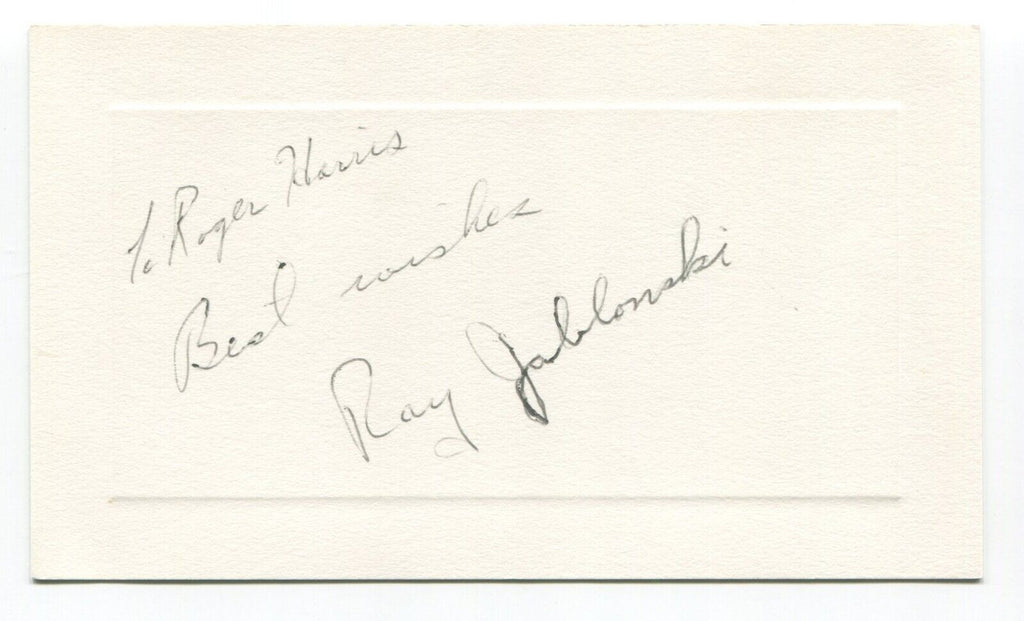 To Roger Harris
Best wishes
Ray Jablonski